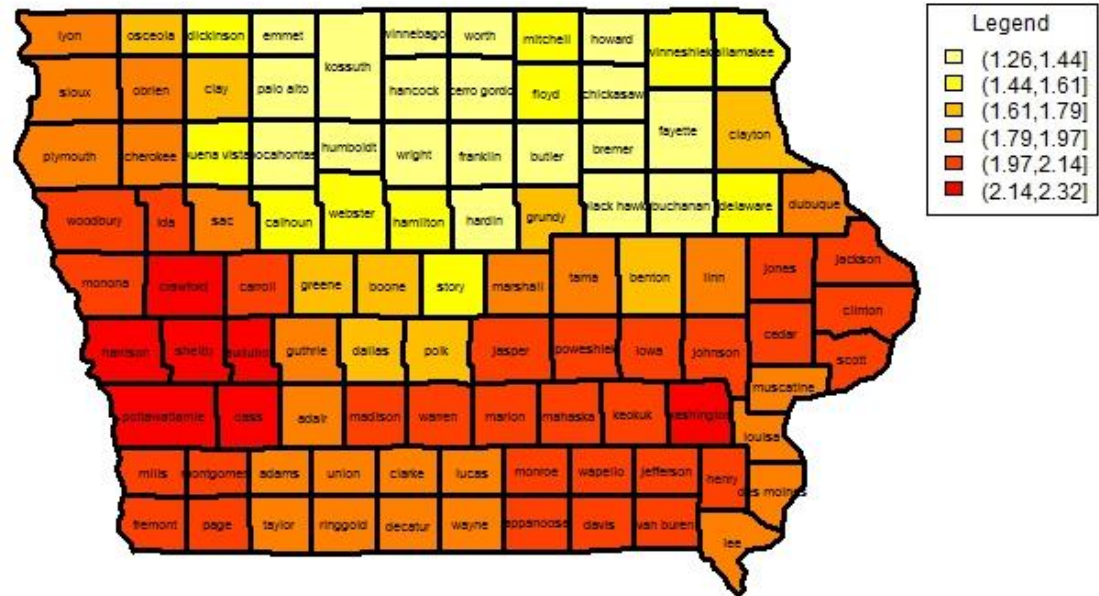 Legend
(1.26,1.44]
(1.44,1.61]
(1.61,1.79]
(1.79,1.97]
(1.97,2.14]
(2.14,2.32]
lyon osceola dickinson emmet vinnebago worth mitchell howard vinneshiek allamakee
sioux obrien clay palo alto kossuth hancock cerro gordo floyd chickasaw
plymouth cherokee buena vista pocahontas humboldt wright franklin butler bremer fayette clayton
woodbury ida sac calhoun webster hamilton hardin grundy black hawk buchanan delaware dubuque
monona crawford carroll greene boone story marshall tama benton linn jones jackson
clinton
harrison shelby audubon guthrie dallas polk jasper poweshiek iowa johnson cedar scott
pottawattamie cass adair madison warren marion mahaska keokuk washington muscatine
louisa
mills montgomery adams union clarke lucas monroe wapello jefferson henry des moines
fremont page taylor ringgold decatur wayne appanoose davis van buren lee